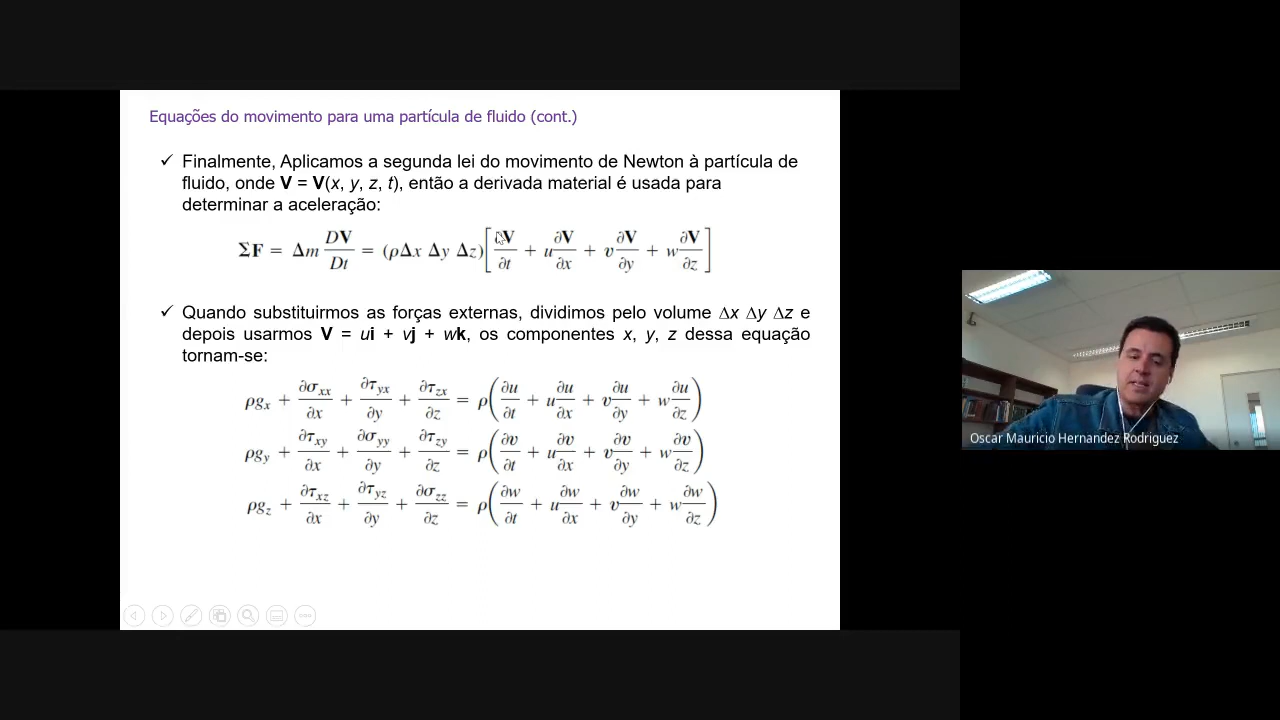 Equações do movimento para uma partícula de fluido (cont.)
✓ Finalmente, Aplicamos a segunda lei do movimento de Newton à partícula de
fluido, onde V = V(x, y, z, t), então a derivada material é usada para
determinar a aceleração:
ΣF = Δm DV/Dt = (ρΔx Δy Δz)[∂V/∂t + u ∂V/∂x + v ∂V/∂y + w ∂V/∂z]
✓ Quando substituirmos as forças externas, dividimos pelo volume Δx Δy Δz e
depois usarmos V = ui + vj + wk, os componentes x, y, z dessa equação
tornam-se:
ρg_x + ∂σ_xx/∂x + ∂τ_yx/∂y + ∂τ_zx/∂z = ρ(∂u/∂t + u ∂u/∂x + v ∂u/∂y + w ∂u/∂z)
ρg_y + ∂τ_xy/∂x + ∂σ_yy/∂y + ∂τ_zy/∂z = ρ(∂v/∂t + u ∂v/∂x + v ∂v/∂y + w ∂v/∂z)
ρg_z + ∂τ_xz/∂x + ∂τ_yz/∂y + ∂σ_zz/∂z = ρ(∂w/∂t + u ∂w/∂x + v ∂w/∂y + w ∂w/∂z)
Oscar Mauricio Hernandez Rodriguez